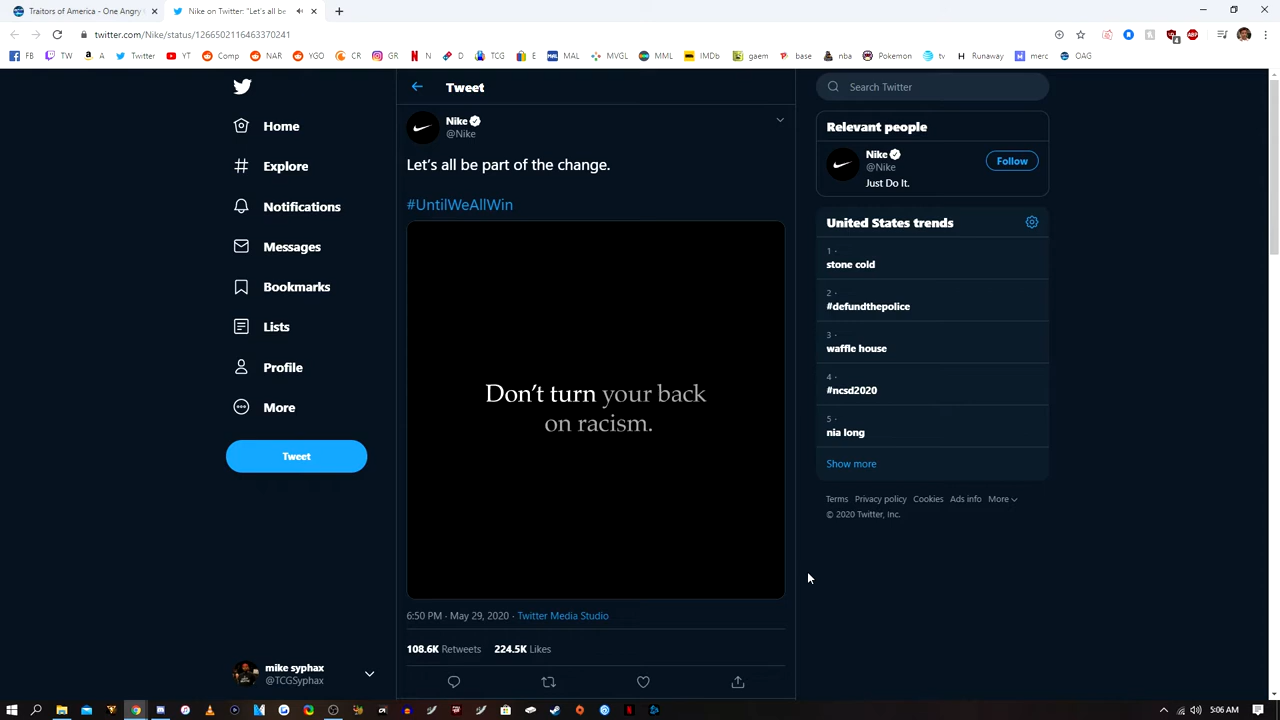 Traitors of America - One Angry
Nike on Twitter: "Let's all be
twitter.com/Nike/status/1266502116463370241
FB
TW
A
Twitter
YT
Comp
NAR
YGO
CR
GR
N
D
TCG
E
MAL
MVGL
MML
IMDb
gaem
base
nba
Pokemon
tv
Runaway
merc
OAG
Home
Explore
Notifications
Messages
Bookmarks
Lists
Profile
More
Tweet
mike syphax
@TCGSyphax
Tweet
Nike
@Nike
Let's all be part of the change.
#UntilWeAllWin
Don't turn your back
on racism.
6:50 PM · May 29, 2020 · Twitter Media Studio
108.6K Retweets 224.5K Likes
Search Twitter
Relevant people
Nike
@Nike
Follow
Just Do It.
United States trends
1 ·
stone cold
2 ·
#defundthepolice
3 ·
waffle house
4 ·
#ncsd2020
5 ·
nia long
Show more
Terms Privacy policy Cookies Ads info More
© 2020 Twitter, Inc.
5:06 AM